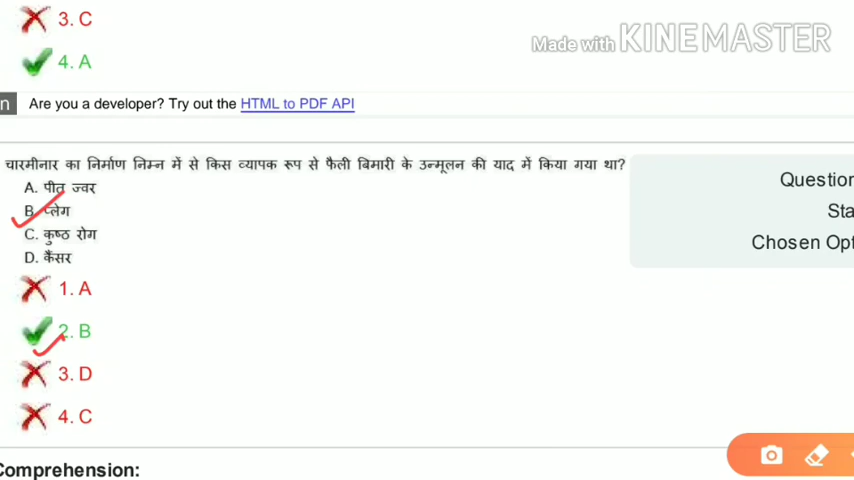 3. C
Made with KINEMASTER
4. A
n Are you a developer? Try out the HTML to PDF API
चारमीनार का निर्माण निम्न में से किस व्यापक रूप से फैली बिमारी के उन्मूलन की याद में किया गया था?
A. पीत ज्वर
B. प्लेग
C. कुष्ठ रोग
D. कैंसर
Question
Sta
Chosen Opt
1. A
2. B
3. D
4. C
Comprehension: